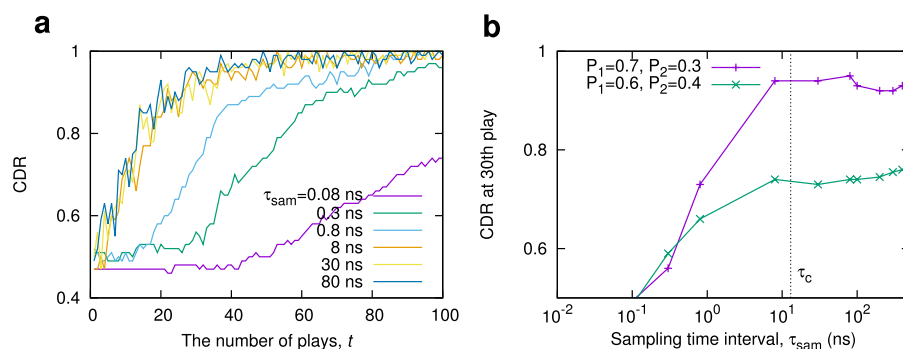 a
1
0.8
0.6
0.4
CDR
0 20 40 60 80 100
The number of plays, t
τsam=0.08 ns
0.3 ns
0.8 ns
8 ns
30 ns
80 ns
b
1
0.8
0.6
CDR at 30th play
P₁=0.7, P₂=0.3
P₁=0.6, P₂=0.4
τc
10⁻² 10⁻¹ 10⁰ 10¹ 10²
Sampling time interval, τsam (ns)